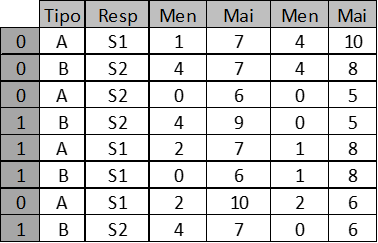 Tipo Resp Men Mai Men Mai
0 A S1 1 7 4 10
0 B S2 4 7 4 8
0 A S2 0 6 0 5
1 B S2 4 9 0 5
1 A S1 2 7 1 8
1 B S1 0 6 1 8
0 A S1 2 10 2 6
1 B S2 4 7 0 6